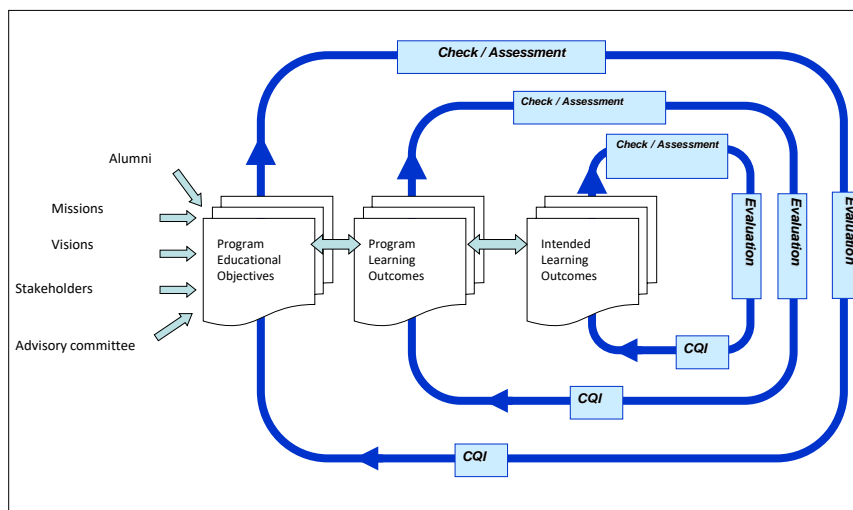 Check / Assessment
Check / Assessment
Check / Assessment
Alumni
Missions
Visions
Stakeholders
Advisory committee
Program
Educational
Objectives
Program
Learning
Outcomes
Intended
Learning
Outcomes
Evaluation
Evaluation
Evaluation
CQI
CQI
CQI